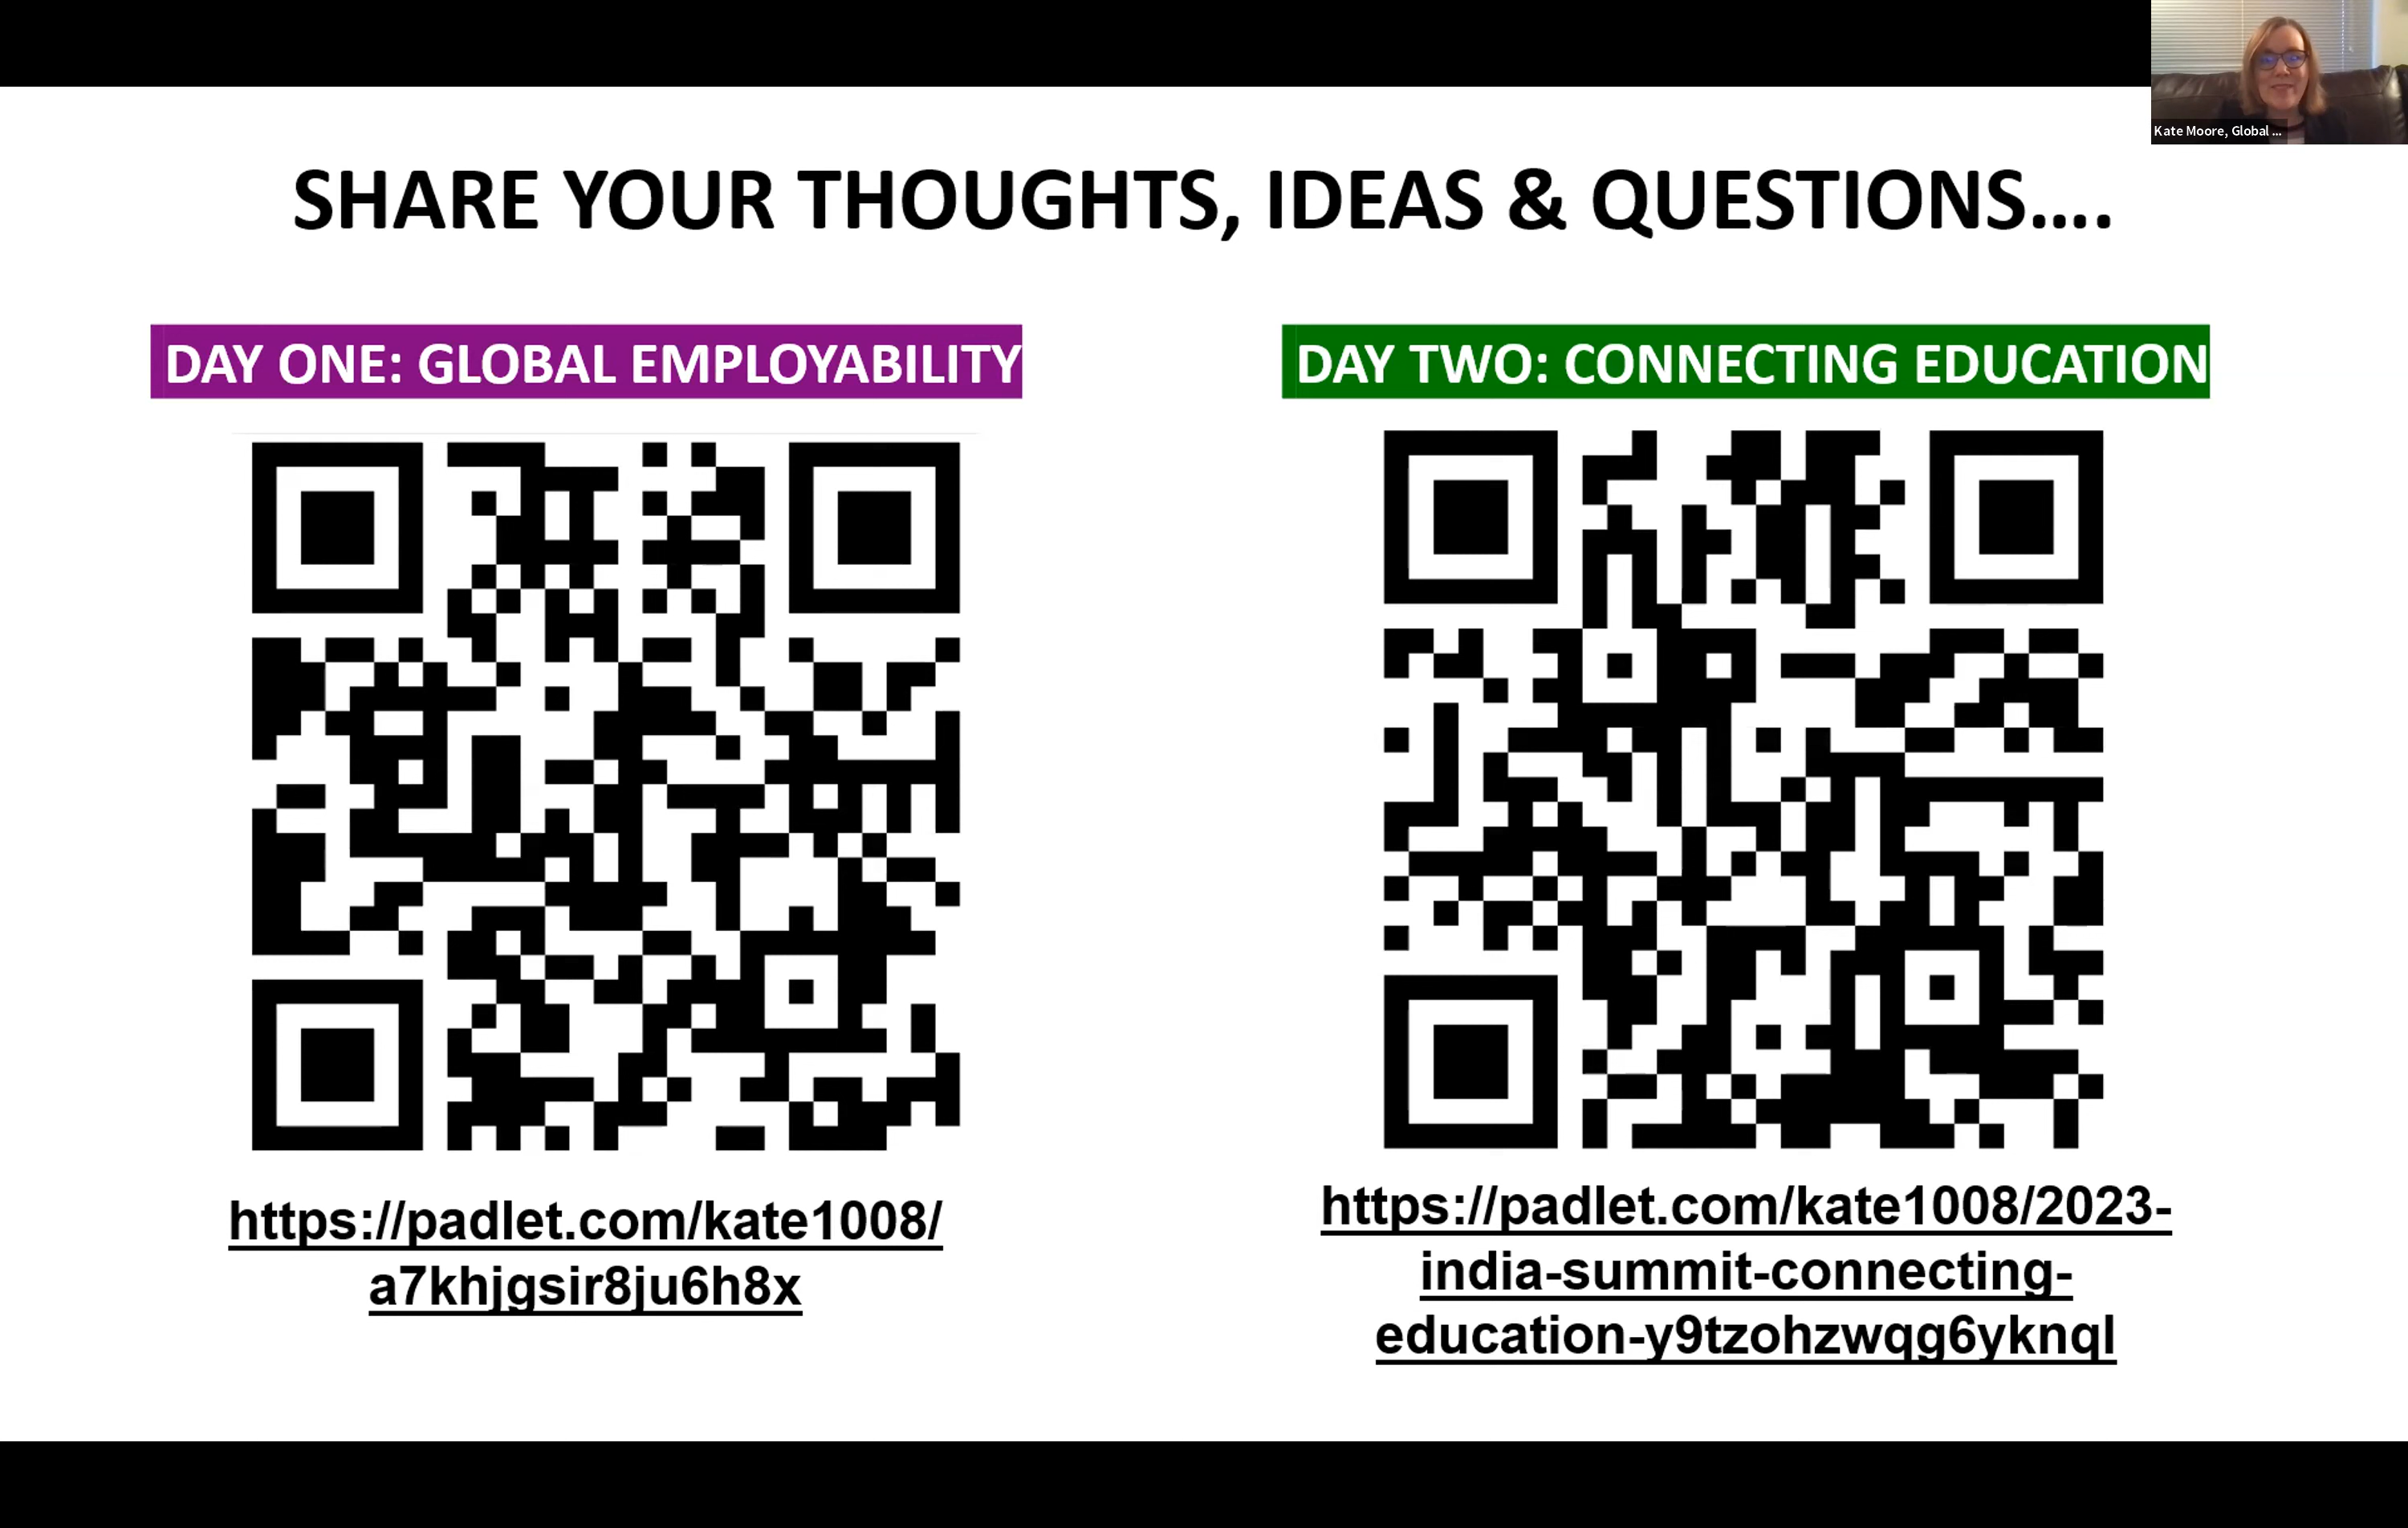 Kate Moore, Global ...
SHARE YOUR THOUGHTS, IDEAS & QUESTIONS....
DAY ONE: GLOBAL EMPLOYABILITY
https://padlet.com/kate1008/
a7khjgsir8ju6h8x
DAY TWO: CONNECTING EDUCATION
https://padlet.com/kate1008/2023-
india-summit-connecting-
education-y9tzohzwqg6yknql